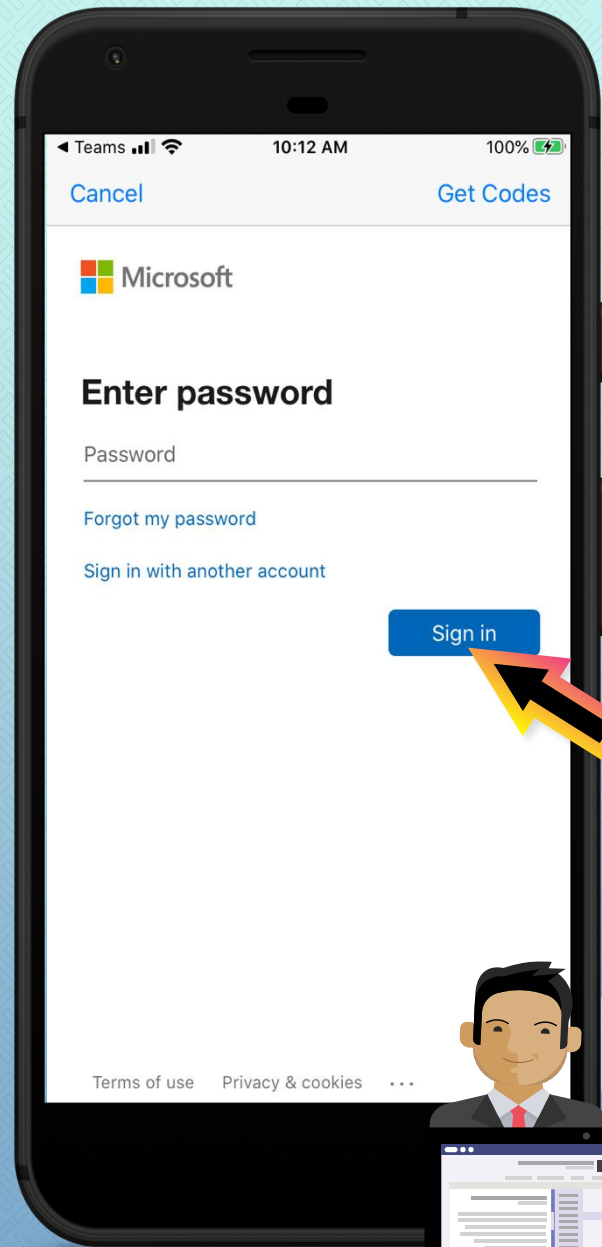 ◄ Teams 10:12 AM 100%
Cancel Get Codes
Microsoft
Enter password
Password
Forgot my password
Sign in with another account
Sign in
Terms of use Privacy & cookies ...